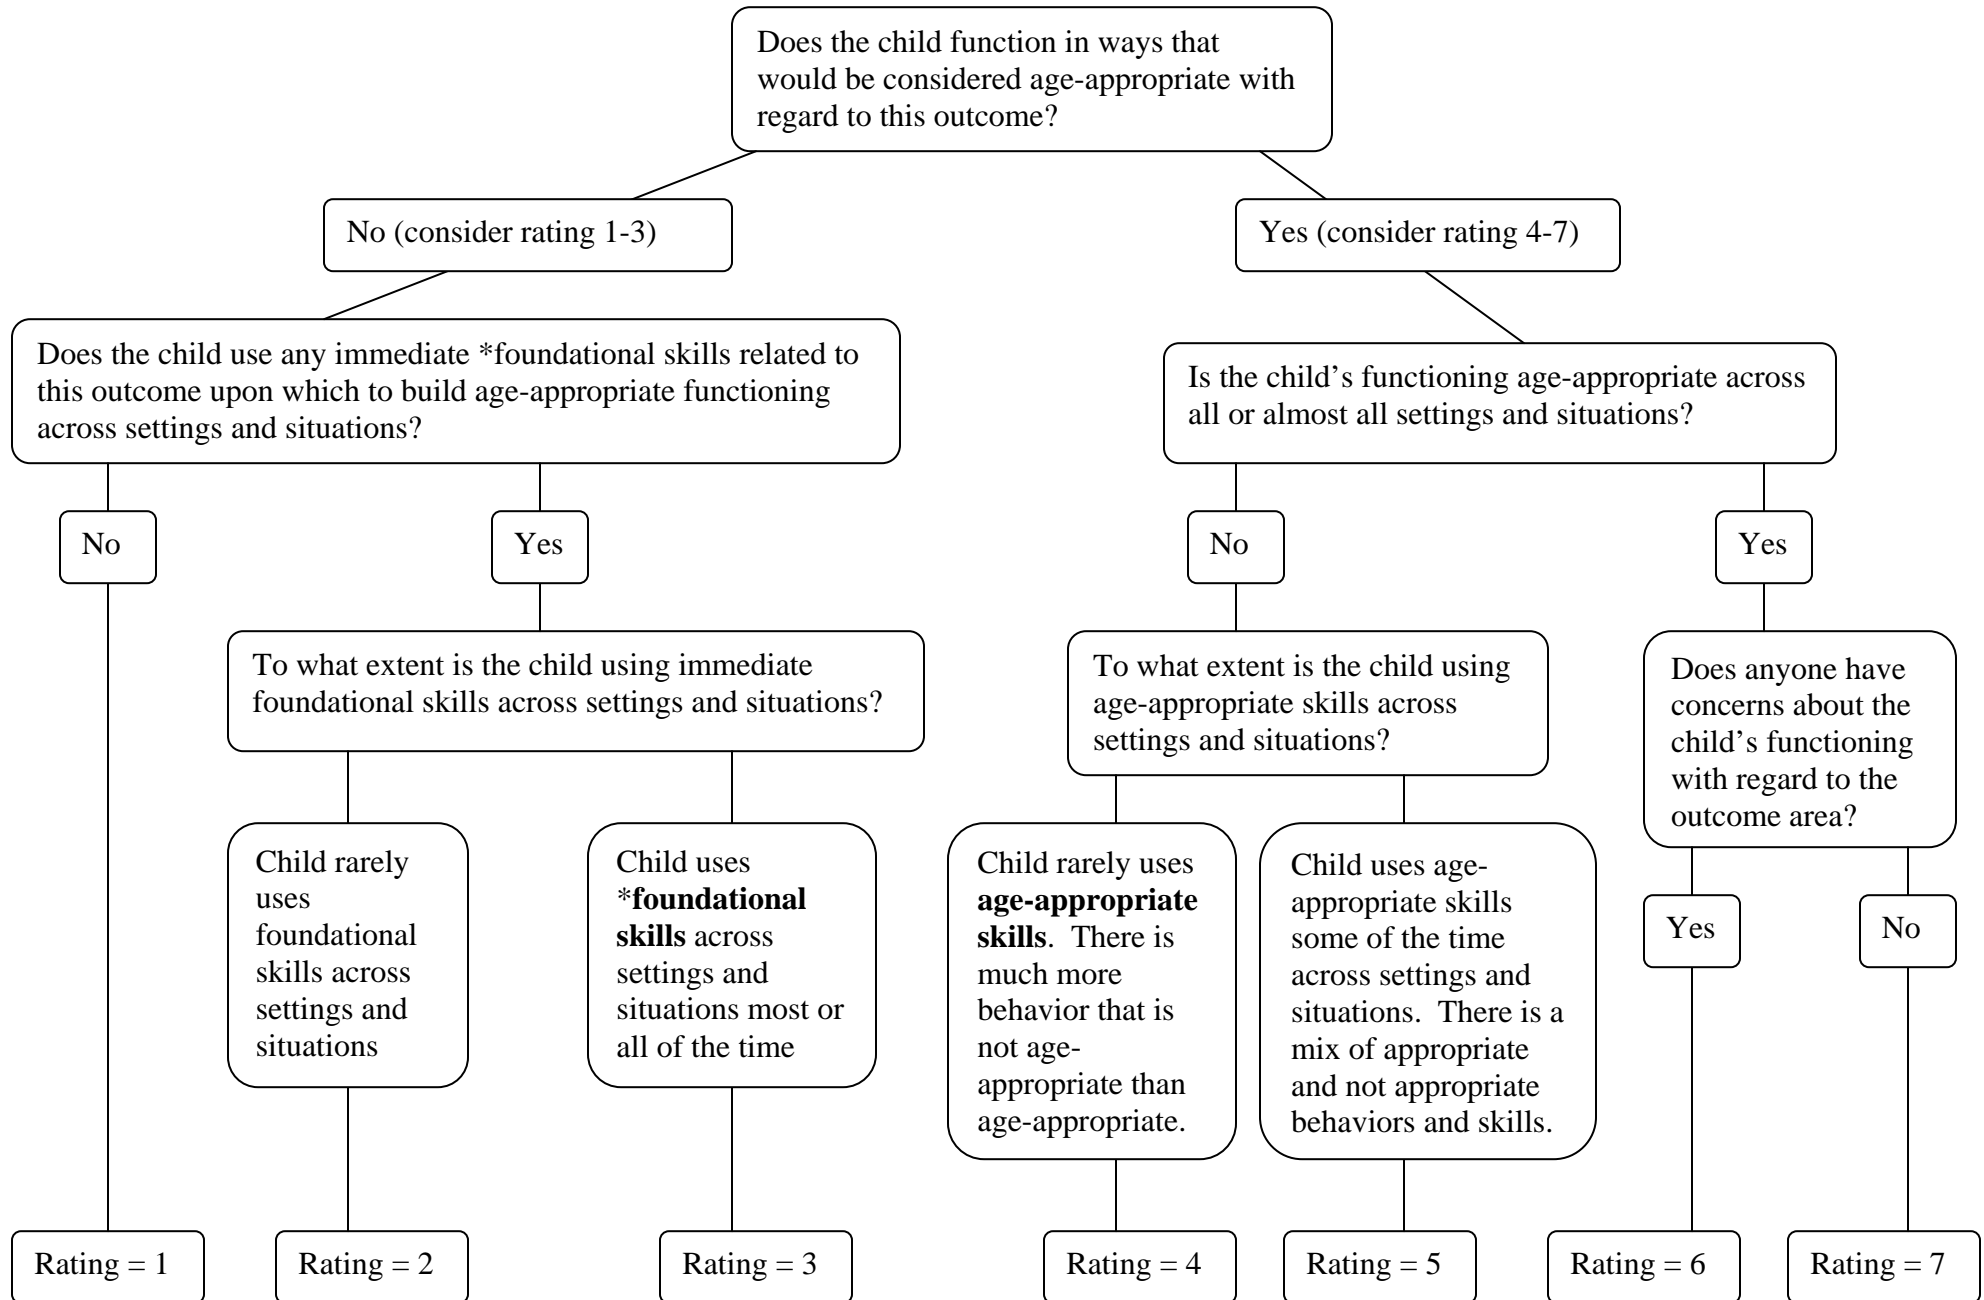 Does the child function in ways that
would be considered age-appropriate with
regard to this outcome?
No (consider rating 1-3)
Yes (consider rating 4-7)
Does the child use any immediate *foundational skills related to
this outcome upon which to build age-appropriate functioning
across settings and situations?
Is the child’s functioning age-appropriate across
all or almost all settings and situations?
No
Yes
No
Yes
To what extent is the child using immediate
foundational skills across settings and situations?
To what extent is the child using
age-appropriate skills across
settings and situations?
Does anyone have
concerns about the
child’s functioning
with regard to the
outcome area?
Child rarely
uses
foundational
skills across
settings and
situations
Child uses
*foundational
skills across
settings and
situations most or
all of the time
Child rarely uses
age-appropriate
skills.  There is
much more
behavior that is
not age-
appropriate than
age-appropriate.
Child uses age-
appropriate skills
some of the time
across settings and
situations.  There is a
mix of appropriate
and not appropriate
behaviors and skills.
Yes
No
Rating = 1
Rating = 2
Rating = 3
Rating = 4
Rating = 5
Rating = 6
Rating = 7